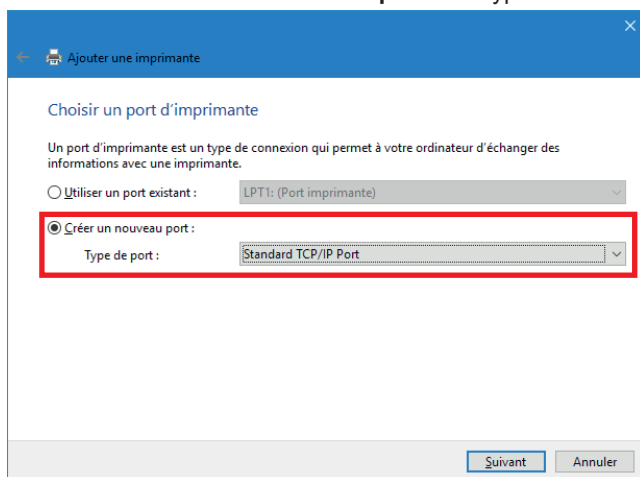 Ajouter une imprimante
Choisir un port d'imprimante
Un port d'imprimante est un type de connexion qui permet à votre ordinateur d'échanger des
informations avec une imprimante.
Utiliser un port existant : LPT1: (Port imprimante)
Créer un nouveau port :
Type de port : Standard TCP/IP Port
Suivant Annuler